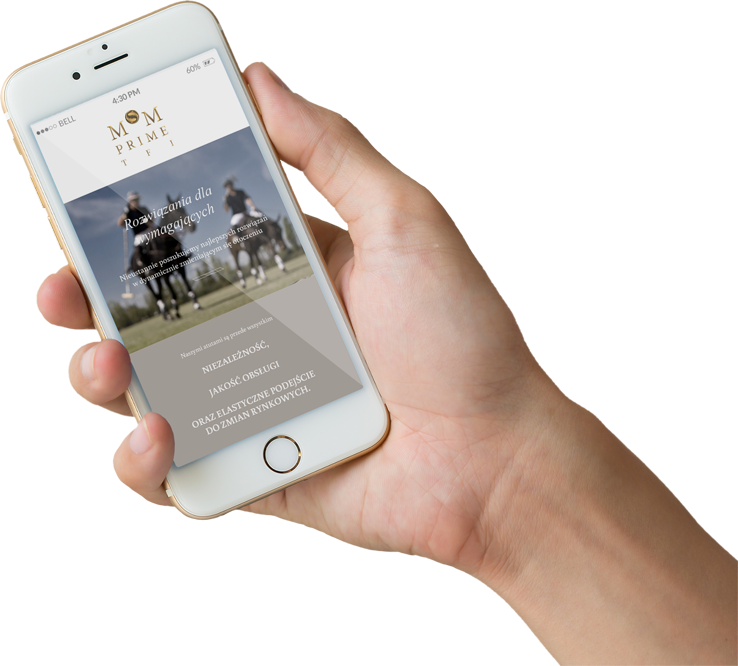 BELL
4:30 PM
60%
M S M
PRIME
TFI
Rozwiązania dla
wymagających
Nieustannie poszukujemy najlepszych rozwiązań
w dynamicznie zmieniającym się otoczeniu
Naszymi atutami są przede wszystkim
NIEZALEŻNOŚĆ,
JAKOŚĆ OBSŁUGI
ORAZ ELASTYCZNE PODEJŚCIE
DO ZMIAN RYNKOWYCH.